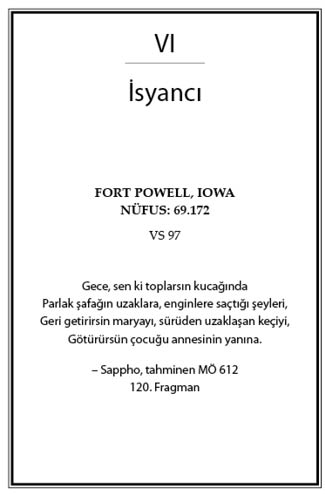 VI
İsyancı
FORT POWELL, IOWA
NÜFUS: 69.172
VS 97
Gece, sen ki toplarsın kucağında
Parlak şafağın uzaklara, enginlere saçtığı şeyleri,
Geri getirirsin maryayı, sürüden uzaklaşan keçiyi,
Götürürsün çocuğu annesinin yanına.
– Sappho, tahminen MÖ 612
120. Fragman